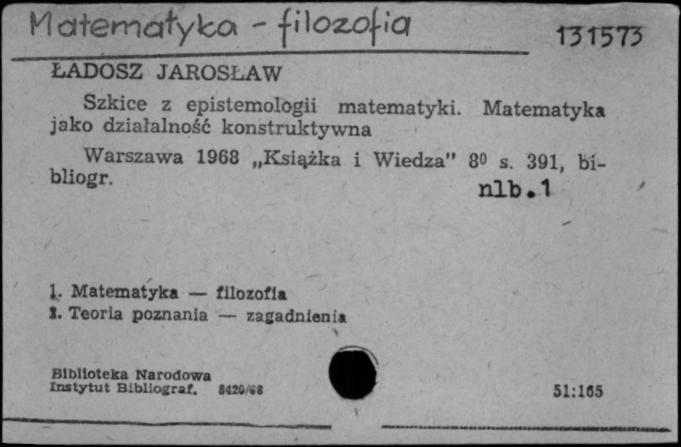 Matematyka - filozofia
131573
ŁADOSZ JAROSŁAW
Szkice z epistemologii matematyki. Matematyka
jako działalność konstruktywna
Warszawa 1968 „Książka i Wiedza" 8⁰ s. 391, bi-
bliogr.
nlb.1
1. Matematyka — filozofia
2. Teoria poznania — zagadnienia
Biblioteka Narodowa
Instytut Bibliograf. 8420/68
51:165